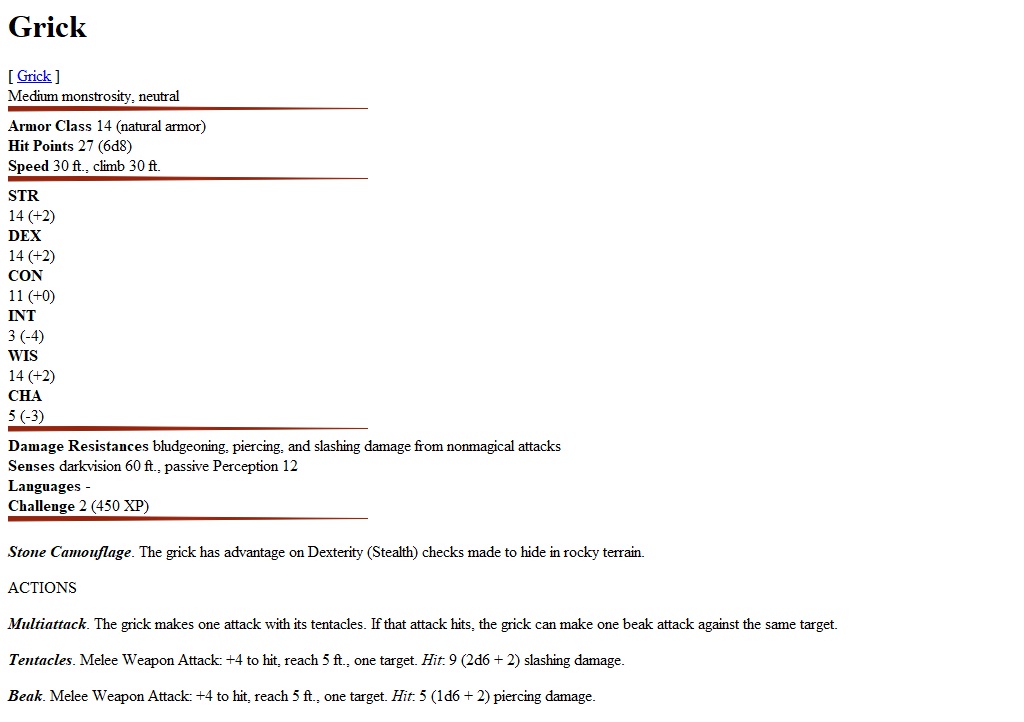 Grick
[ Grick ]
Medium monstrosity, neutral
Armor Class 14 (natural armor)
Hit Points 27 (6d8)
Speed 30 ft., climb 30 ft.
STR
14 (+2)
DEX
14 (+2)
CON
11 (+0)
INT
3 (-4)
WIS
14 (+2)
CHA
5 (-3)
Damage Resistances bludgeoning, piercing, and slashing damage from nonmagical attacks
Senses darkvision 60 ft., passive Perception 12
Languages -
Challenge 2 (450 XP)
Stone Camouflage. The grick has advantage on Dexterity (Stealth) checks made to hide in rocky terrain.
ACTIONS
Multiattack. The grick makes one attack with its tentacles. If that attack hits, the grick can make one beak attack against the same target.
Tentacles. Melee Weapon Attack: +4 to hit, reach 5 ft., one target. Hit: 9 (2d6 + 2) slashing damage.
Beak. Melee Weapon Attack: +4 to hit, reach 5 ft., one target. Hit: 5 (1d6 + 2) piercing damage.